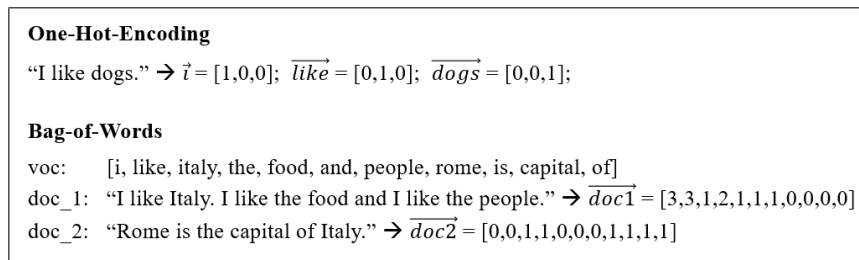 One-Hot-Encoding
“I like dogs.” → i⃗ = [1,0,0]; like⃗ = [0,1,0]; dogs⃗ = [0,0,1];
Bag-of-Words
voc: [i, like, italy, the, food, and, people, rome, is, capital, of]
doc_1: “I like Italy. I like the food and I like the people.” → doc1⃗ = [3,3,1,2,1,1,1,0,0,0,0]
doc_2: “Rome is the capital of Italy.” → doc2⃗ = [0,0,1,1,0,0,0,1,1,1,1]